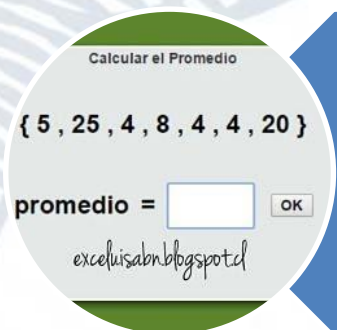 Calcular el Promedio
{ 5 , 25 , 4 , 8 , 4 , 4 , 20 }
promedio = OK
exceluisabn.blogspot.cl